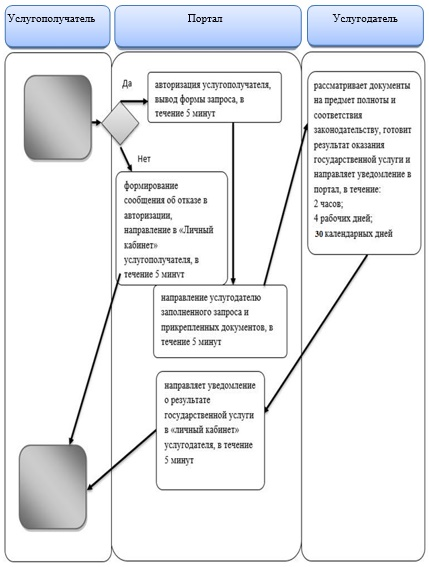 Услугополучатель
Портал
Услугодатель
Да
авторизация услугополучателя,
вывод формы запроса, в
течение 5 минут
Нет
формирование
сообщения об отказе в
авторизации,
направление в «Личный
кабинет»
услугополучателя, в
течение 5 минут
направление услугодателю
заполненного запроса и
прикрепленных документов, в
течение 5 минут
рассматривает документы
на предмет полноты и
соответствия
законодательству, готовит
результат оказания
государственной услуги и
направляет уведомление в
портал, в течение:
2 часов;
4 рабочих дней;
30 календарных дней
направляет уведомление
о результате
государственной услуги
в «личный кабинет»
услугодателя, в течение
5 минут